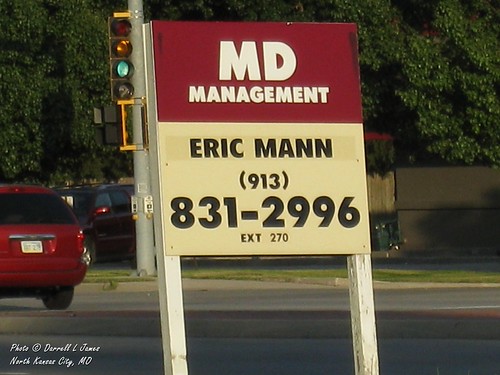 MD
MANAGEMENT
ERIC MANN
(913)
831-2996
EXT 270
Photo © Darrell L James
North Kansas City, MO